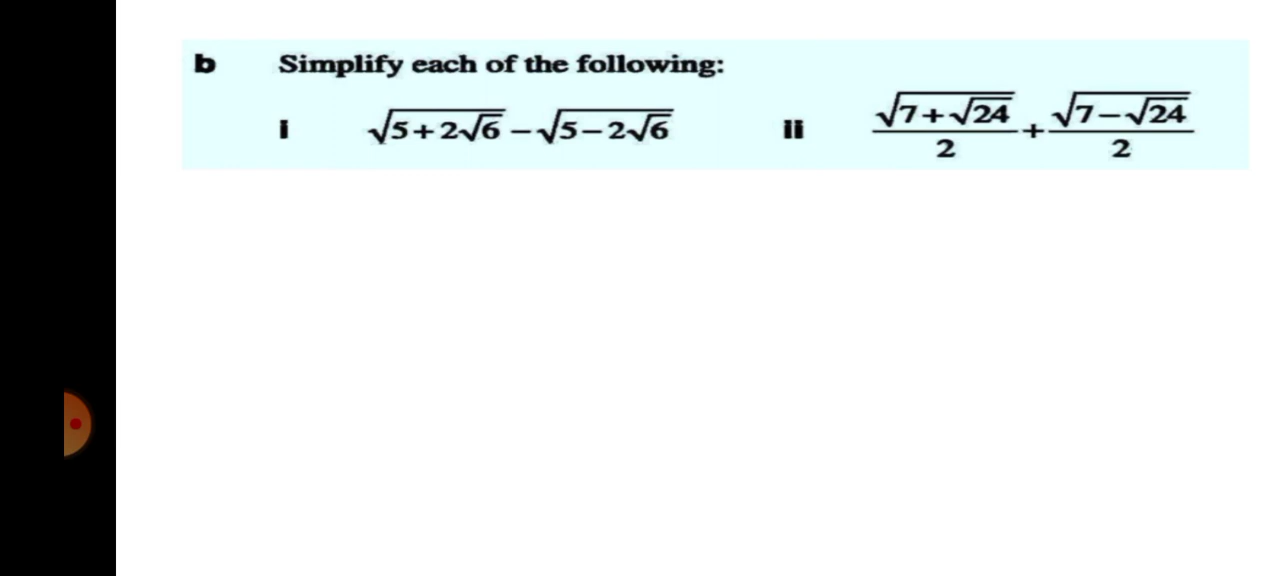 b Simplify each of the following:
i √(5+2√6) − √(5−2√6) ii √(7+√24)/2 + √(7−√24)/2